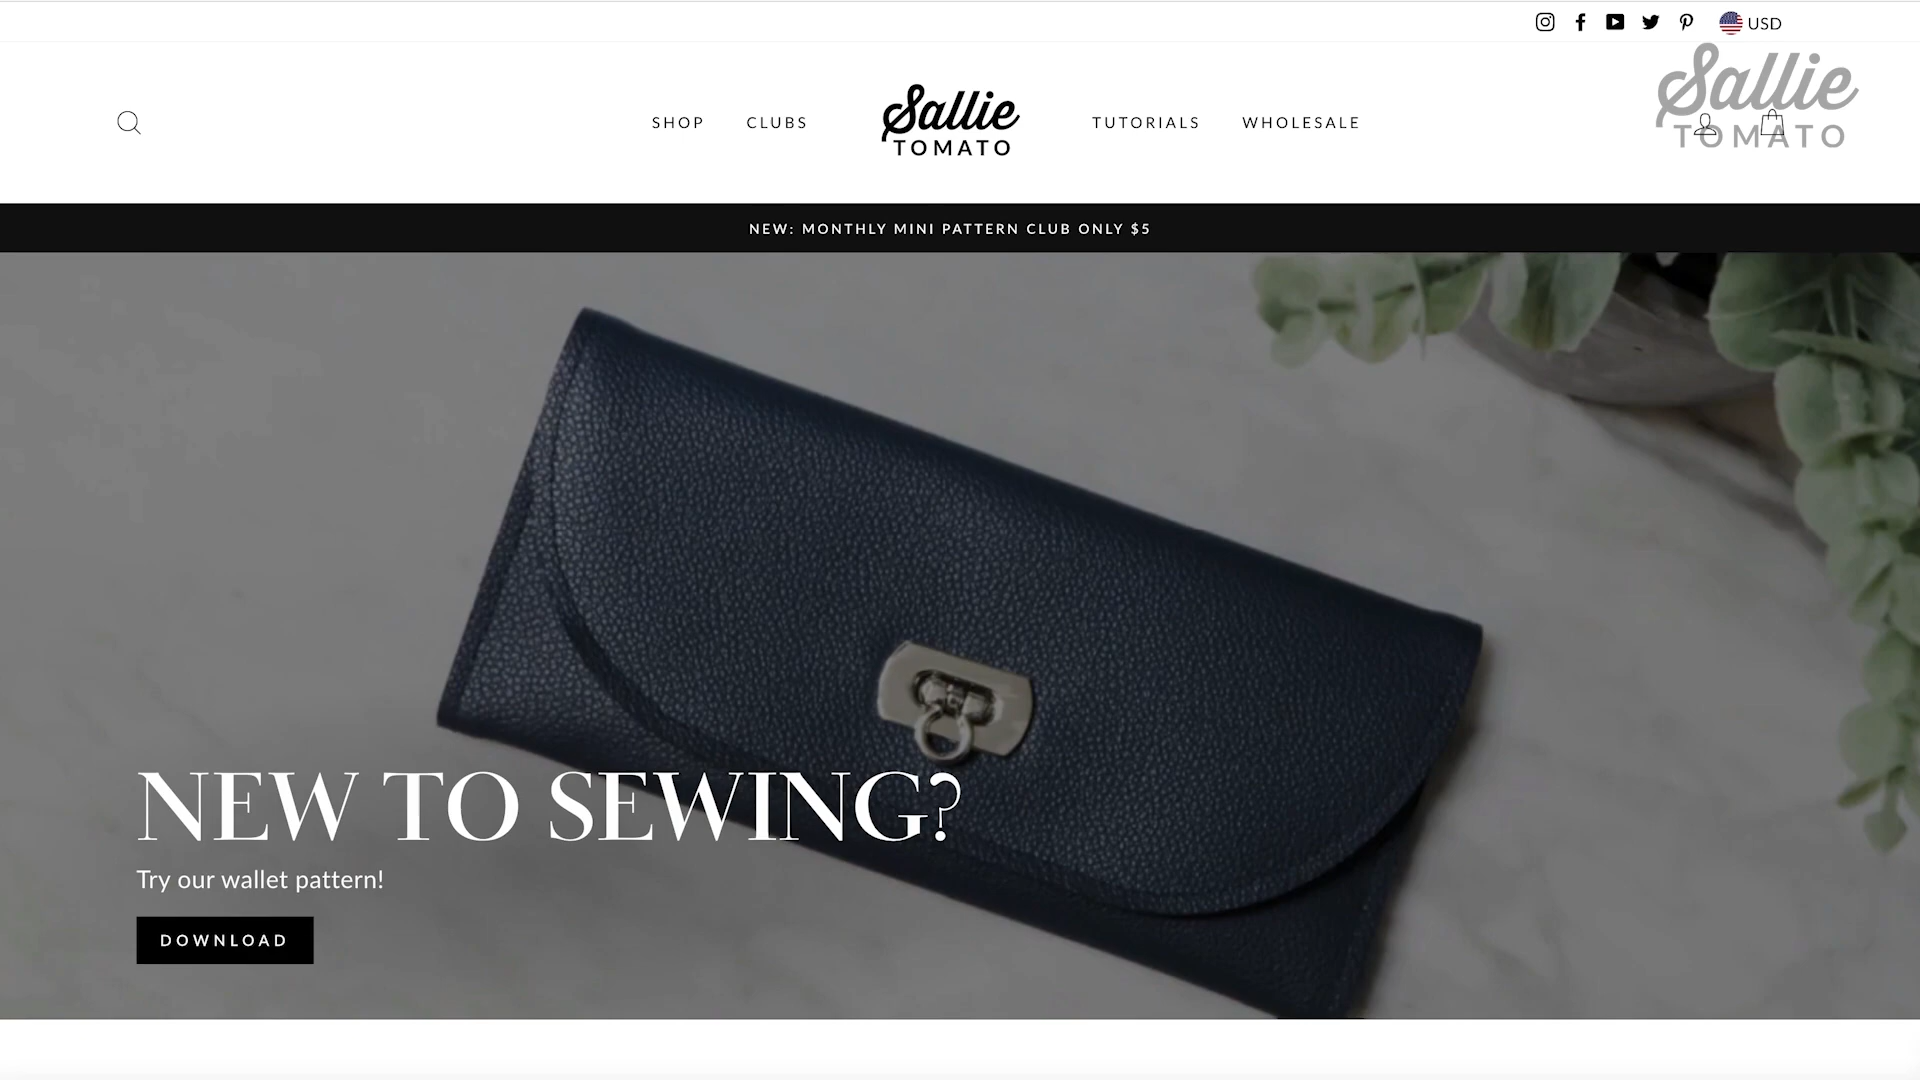 USD
SHOP
CLUBS
Sallie
TOMATO
TUTORIALS
WHOLESALE
Sallie
TOMATO
NEW: MONTHLY MINI PATTERN CLUB ONLY $5
NEW TO SEWING?
Try our wallet pattern!
DOWNLOAD